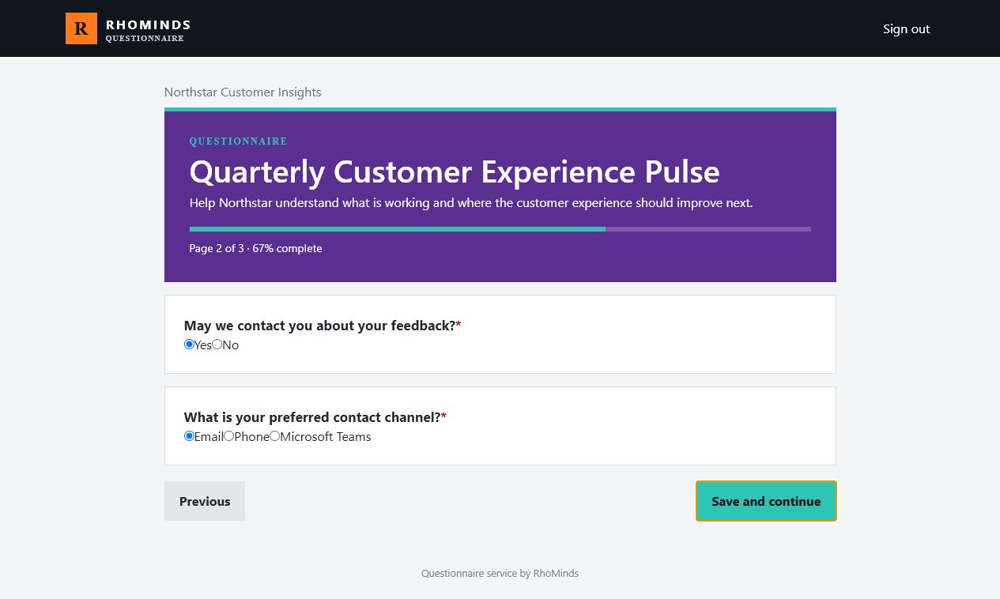 R
RHOMINDS
QUESTIONNAIRE
Sign out
Northstar Customer Insights
QUESTIONNAIRE
Quarterly Customer Experience Pulse
Help Northstar understand what is working and where the customer experience should improve next.
Page 2 of 3 · 67% complete
May we contact you about your feedback?*
Yes No
What is your preferred contact channel?*
Email Phone Microsoft Teams
Previous
Save and continue
Questionnaire service by RhoMinds